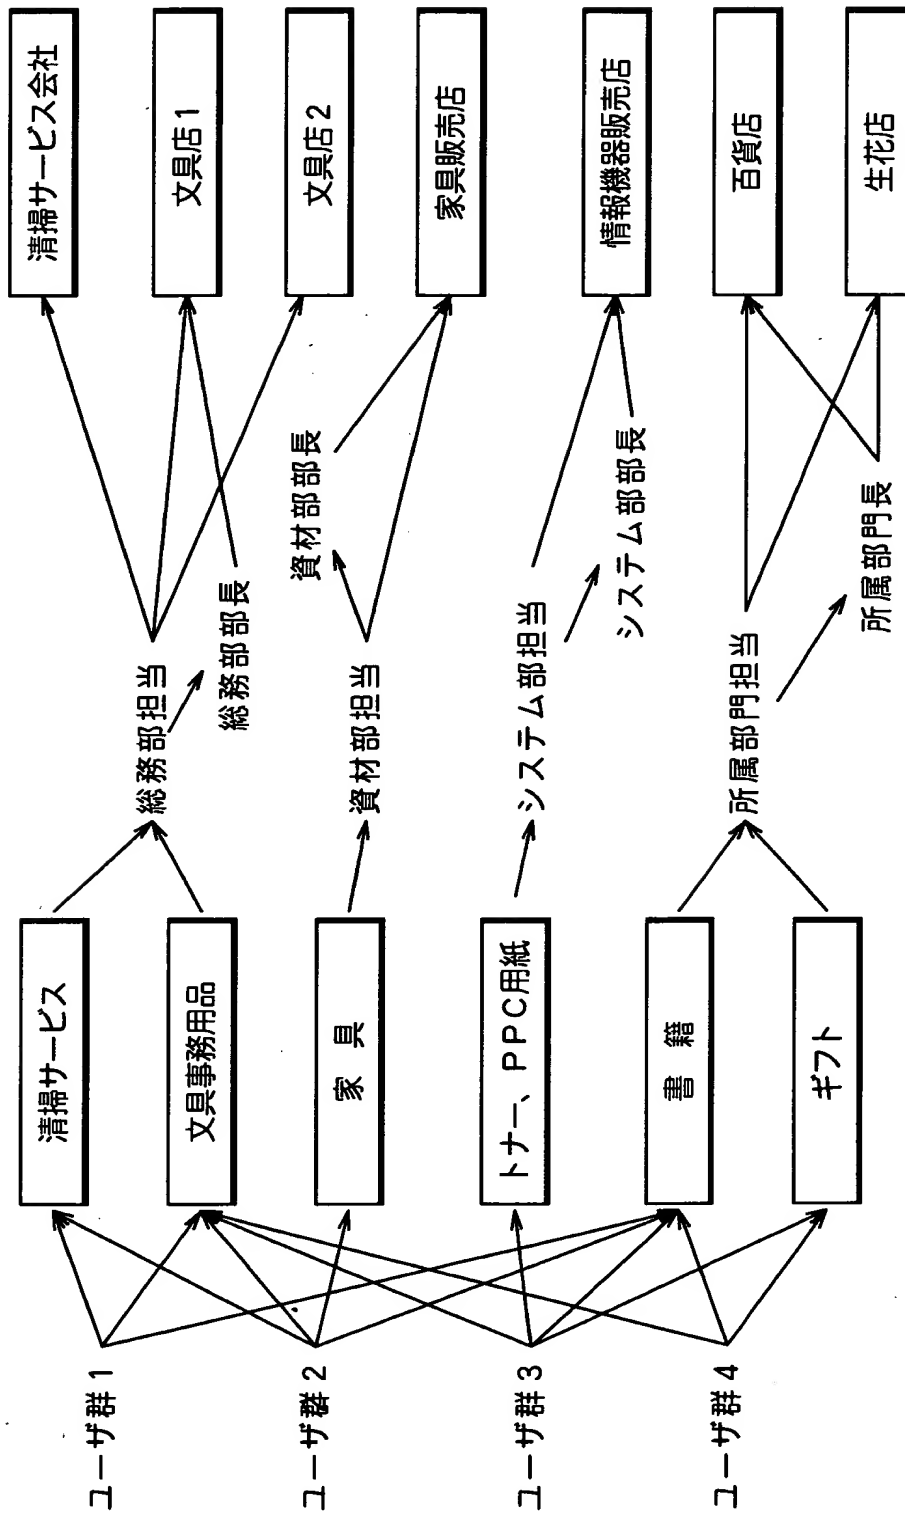 ユーザ群1
ユーザ群2
ユーザ群3
ユーザ群4
清掃サービス
文具事務用品
家 具
トナー、PPC用紙
書 籍
ギフト
総務部担当
総務部部長
資材部担当
資材部部長
システム部担当
システム部部長
所属部門担当
所属部門長
清掃サービス会社
文具店1
文具店2
家具販売店
情報機器販売店
百貨店
生花店